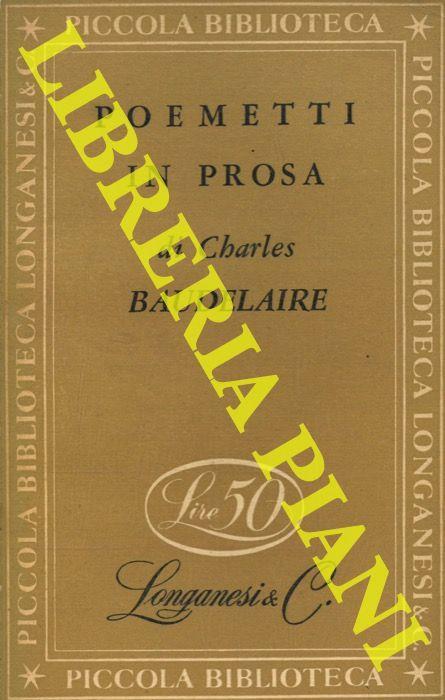 PICCOLA BIBLIOTECA
PICCOLA BIBLIOTECA LONGANESI & C.
PICCOLA BIBLIOTECA LONGANESI & C.
POEMETTI
IN PROSA
di Charles
BAUDELAIRE
Lire 50
Longanesi & C.
PICCOLA BIBLIOTECA
LIBRERIA PIANI